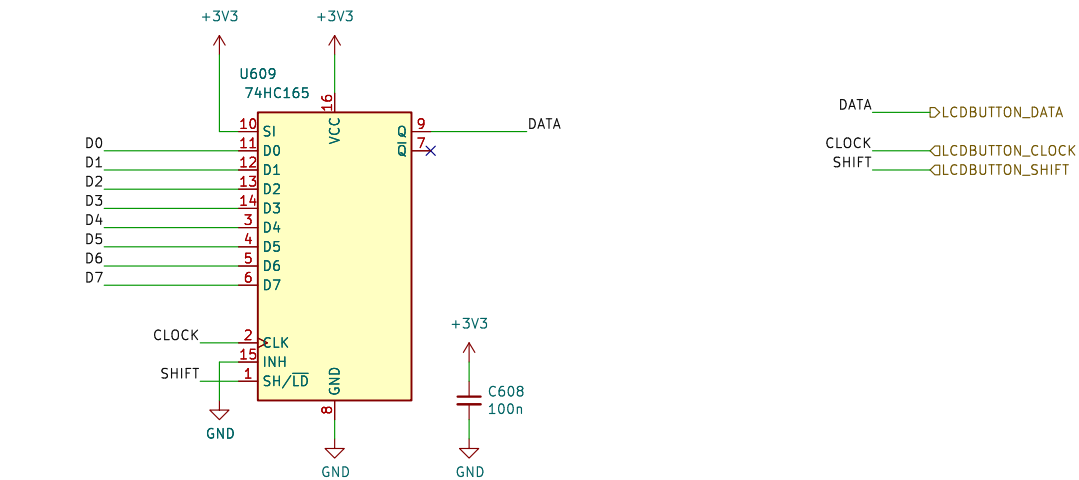 +3V3
+3V3
U609
74HC165
16
VCC
10 SI
9 Q
DATA
D0 11 D0
7 Q
D1 12 D1
D2 13 D2
D3 14 D3
D4 3 D4
D5 4 D5
D6 5 D6
D7 6 D7
CLOCK 2 CLK
15 INH
SHIFT 1 SH/LD
GND
GND
8
GND
+3V3
C608
100n
GND
DATA LCDBUTTON_DATA
CLOCK LCDBUTTON_CLOCK
SHIFT LCDBUTTON_SHIFT